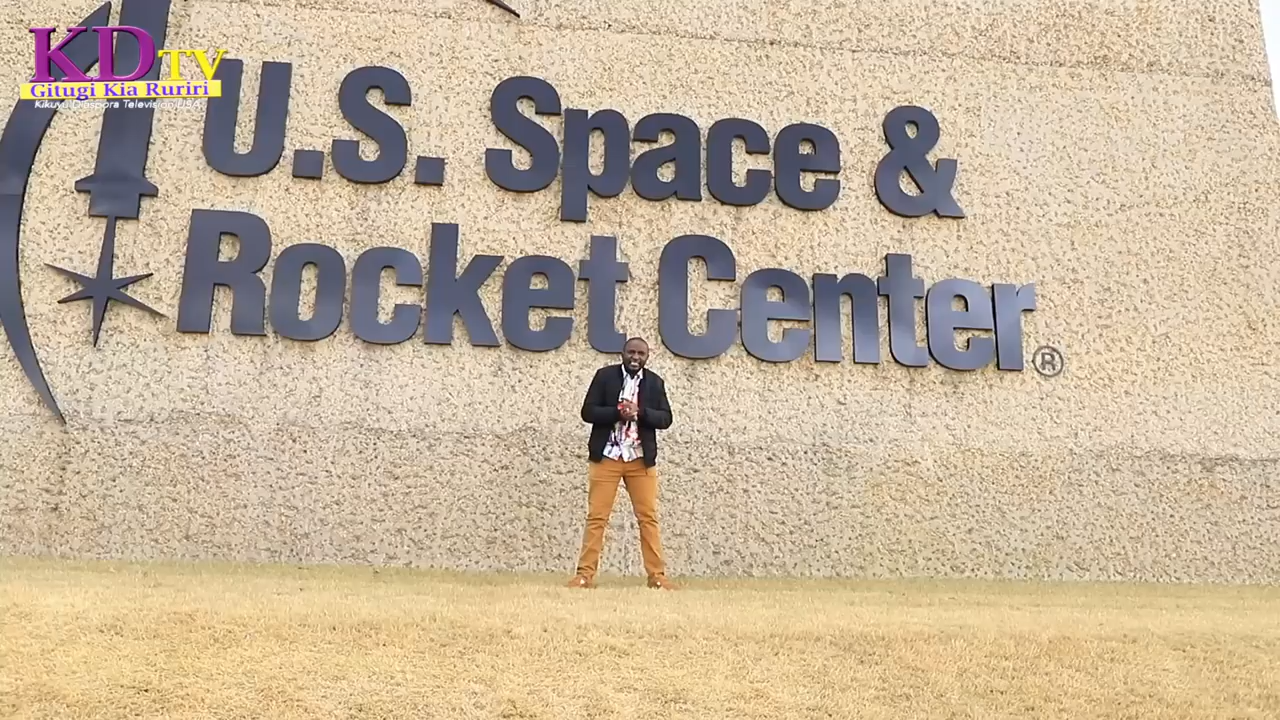 KDTV
Gitugi Kia Ruriri
Kikuyu Diaspora Television,USA
U.S. Space &
Rocket Center®